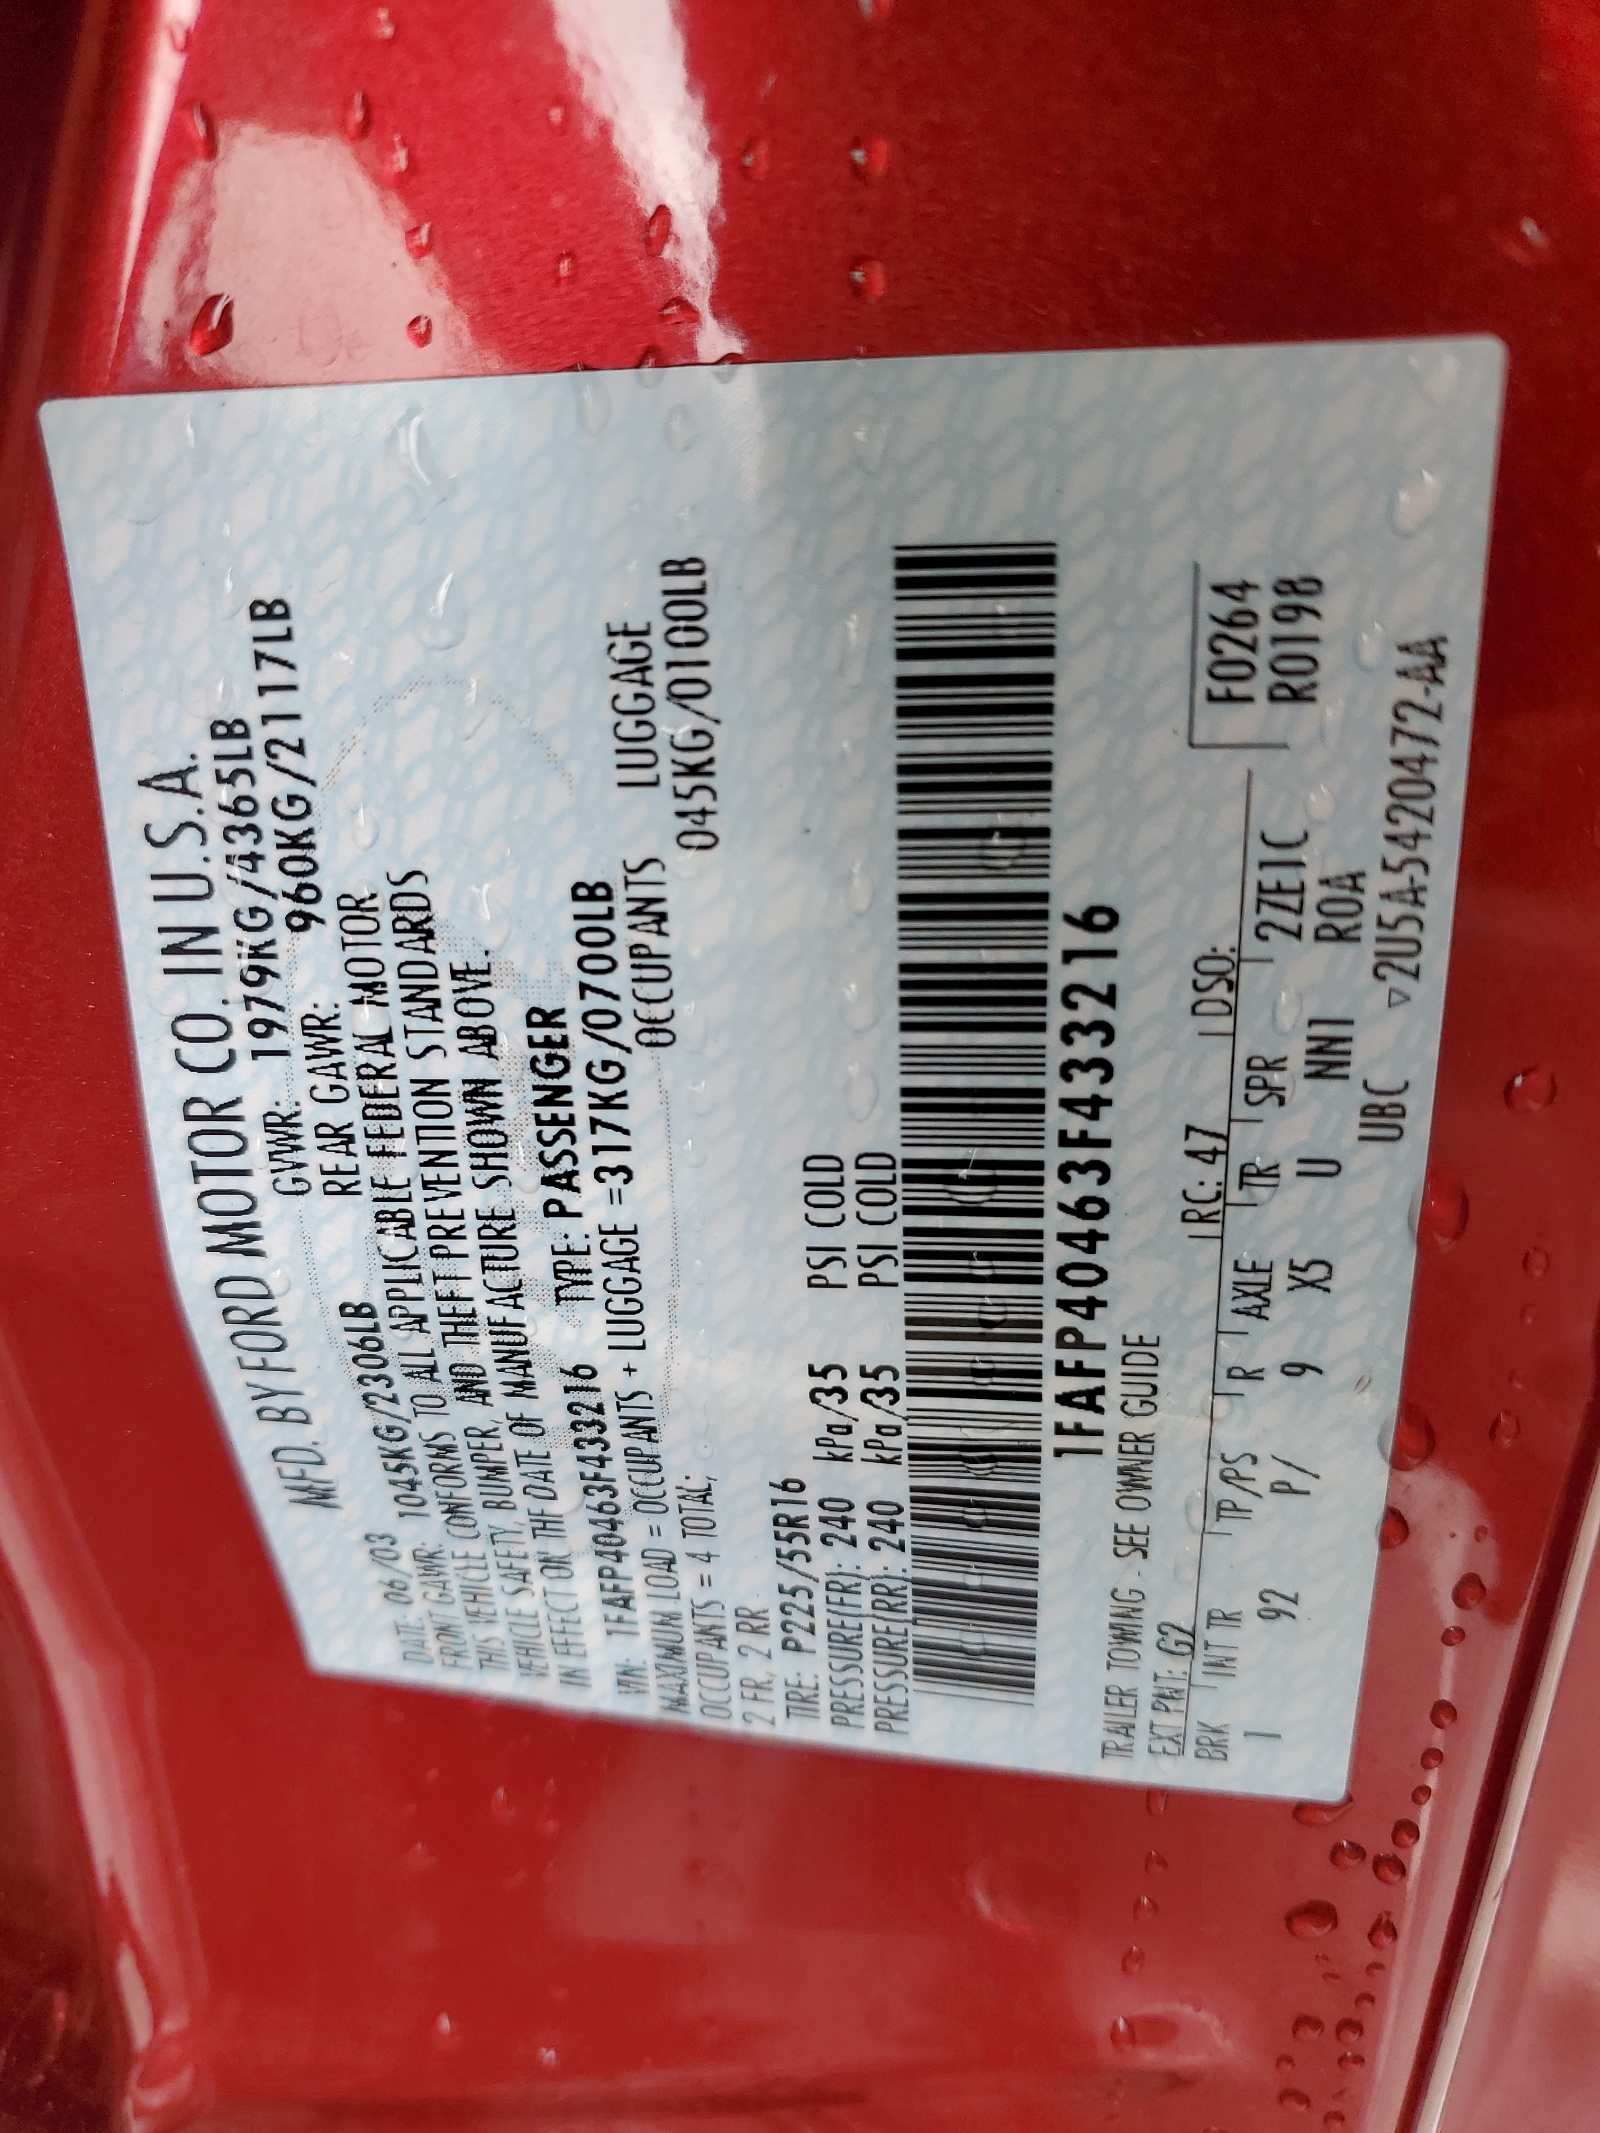 MFD. BY FORD MOTOR CO. IN U.S.A.
DATE: 06/03 GVWR: 1979KG/4365LB
FRONT GAWR: 1045KG/2306LB REAR GAWR: 960KG/2117LB
THIS VEHICLE CONFORMS TO ALL APPLICABLE FEDERAL MOTOR
VEHICLE SAFETY, BUMPER, AND THEFT PREVENTION STANDARDS
IN EFFECT ON THE DATE OF MANUFACTURE SHOWN ABOVE.
VIN: 1FAFP40463F433216 TYPE: PASSENGER
MAXIMUM LOAD = OCCUPANTS + LUGGAGE =317KG/0700LB
OCCUPANTS = 4 TOTAL; OCCUPANTS LUGGAGE
2 FR, 2 RR 045KG/0100LB
TIRE: P225/55R16
PRESSURE(FR): 240 kPa/35 PSI COLD
PRESSURE(RR): 240 kPa/35 PSI COLD
1FAFP40463F433216
TRAILER TOWING - SEE OWNER GUIDE
EXT PNT: G2 RC: 47 DSO:
BRK INT TR TP/PS R AXLE TR SPR 2ZE1C F0264
1 92 P/ 9 X5 U NN1 ROA R0198
UBC ▽2U5A-5420472-AA